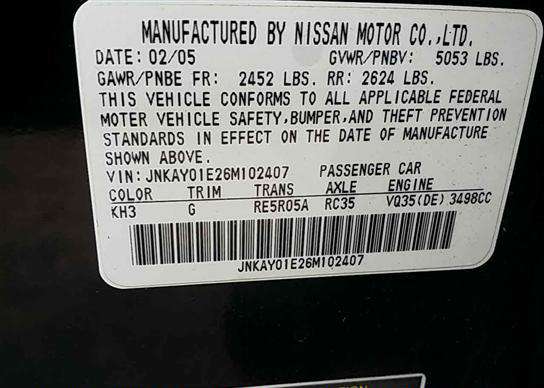 MANUFACTURED BY NISSAN MOTOR CO.,LTD.
DATE: 02/05 GVWR/PNBV: 5053 LBS.
GAWR/PNBE FR: 2452 LBS. RR: 2624 LBS.
THIS VEHICLE CONFORMS TO ALL APPLICABLE FEDERAL
MOTOR VEHICLE SAFETY,BUMPER,AND THEFT PREVENTION
STANDARDS IN EFFECT ON THE DATE OF MANUFACTURE
SHOWN ABOVE.
VIN: JNKAY01E26M102407 PASSENGER CAR
COLOR TRIM TRANS AXLE ENGINE
KH3 G RE5R05A RC35 VQ35(DE) 3498CC
JNKAY01E26M102407